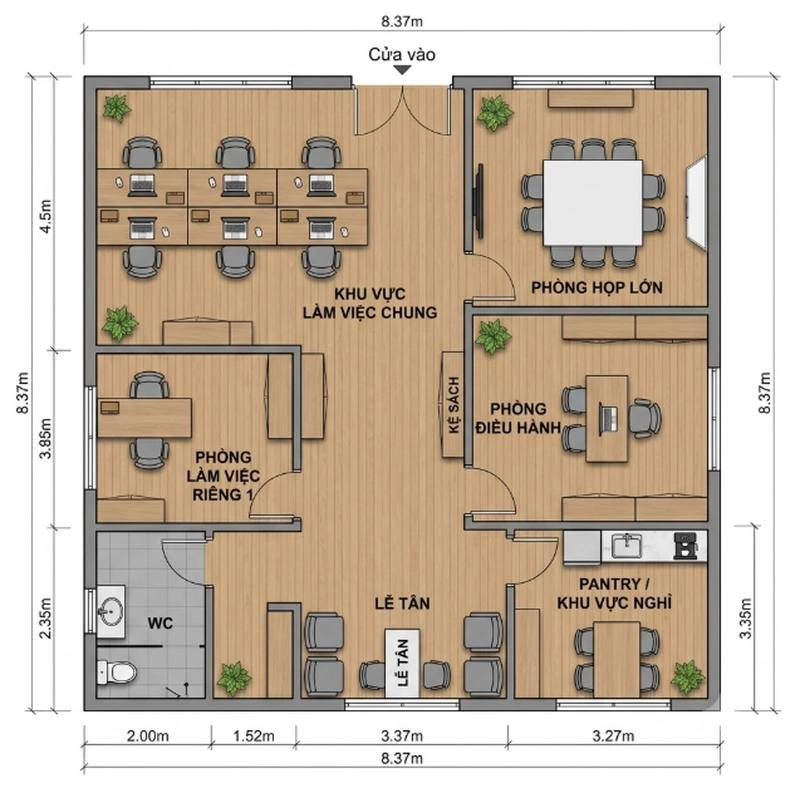 8.37m
Cửa vào
4.5m
8.37m
3.85m
2.35m
8.37m
3.35m
KHU VỰC
LÀM VIỆC CHUNG
PHÒNG HỌP LỚN
KỆ SÁCH
PHÒNG
ĐIỀU HÀNH
PHÒNG
LÀM VIỆC
RIÊNG 1
WC
LỄ TÂN
LỄ TÂN
PANTRY /
KHU VỰC NGHỈ
2.00m
1.52m
3.37m
3.27m
8.37m